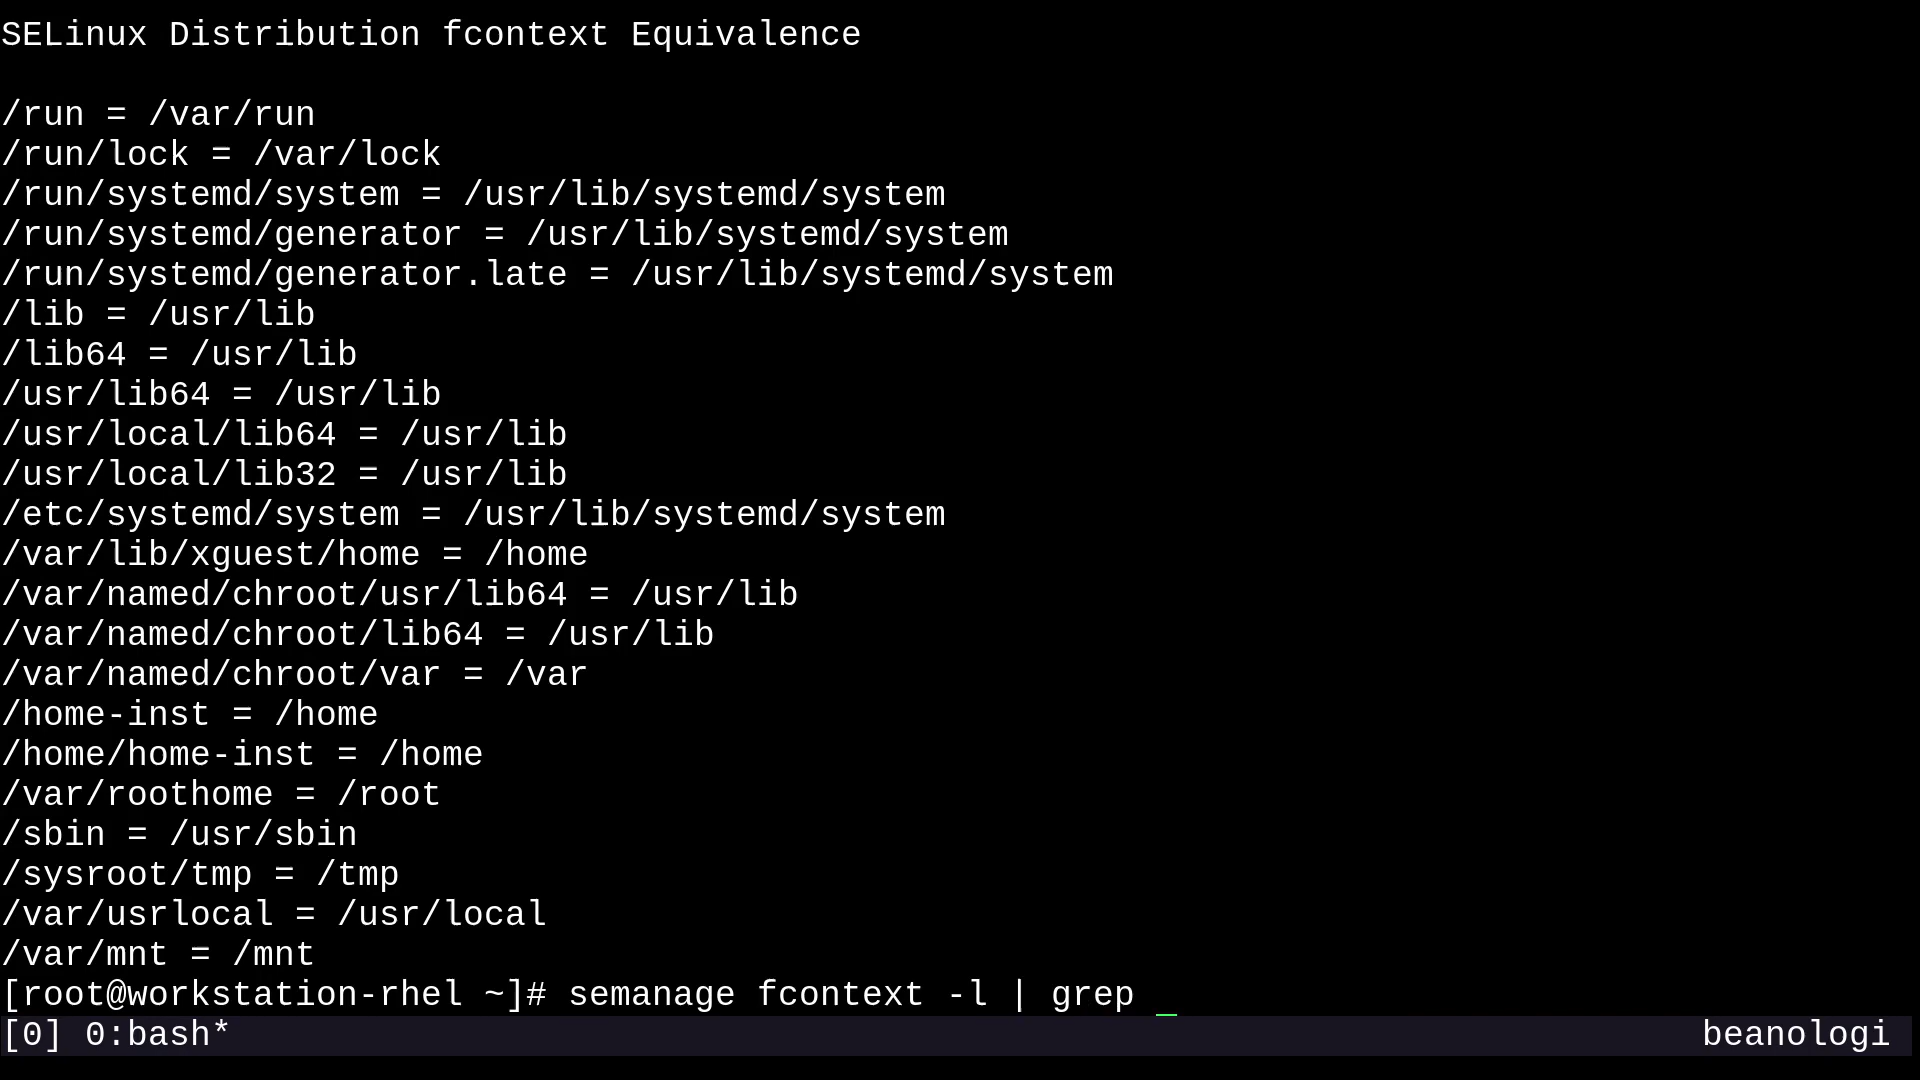 SELinux Distribution fcontext Equivalence
/run = /var/run
/run/lock = /var/lock
/run/systemd/system = /usr/lib/systemd/system
/run/systemd/generator = /usr/lib/systemd/system
/run/systemd/generator.late = /usr/lib/systemd/system
/lib = /usr/lib
/lib64 = /usr/lib
/usr/lib64 = /usr/lib
/usr/local/lib64 = /usr/lib
/usr/local/lib32 = /usr/lib
/etc/systemd/system = /usr/lib/systemd/system
/var/lib/xguest/home = /home
/var/named/chroot/usr/lib64 = /usr/lib
/var/named/chroot/lib64 = /usr/lib
/var/named/chroot/var = /var
/home-inst = /home
/home/home-inst = /home
/var/roothome = /root
/sbin = /usr/sbin
/sysroot/tmp = /tmp
/var/usrlocal = /usr/local
/var/mnt = /mnt
[root@workstation-rhel ~]# semanage fcontext -l | grep _
[0] 0:bash* beanologi